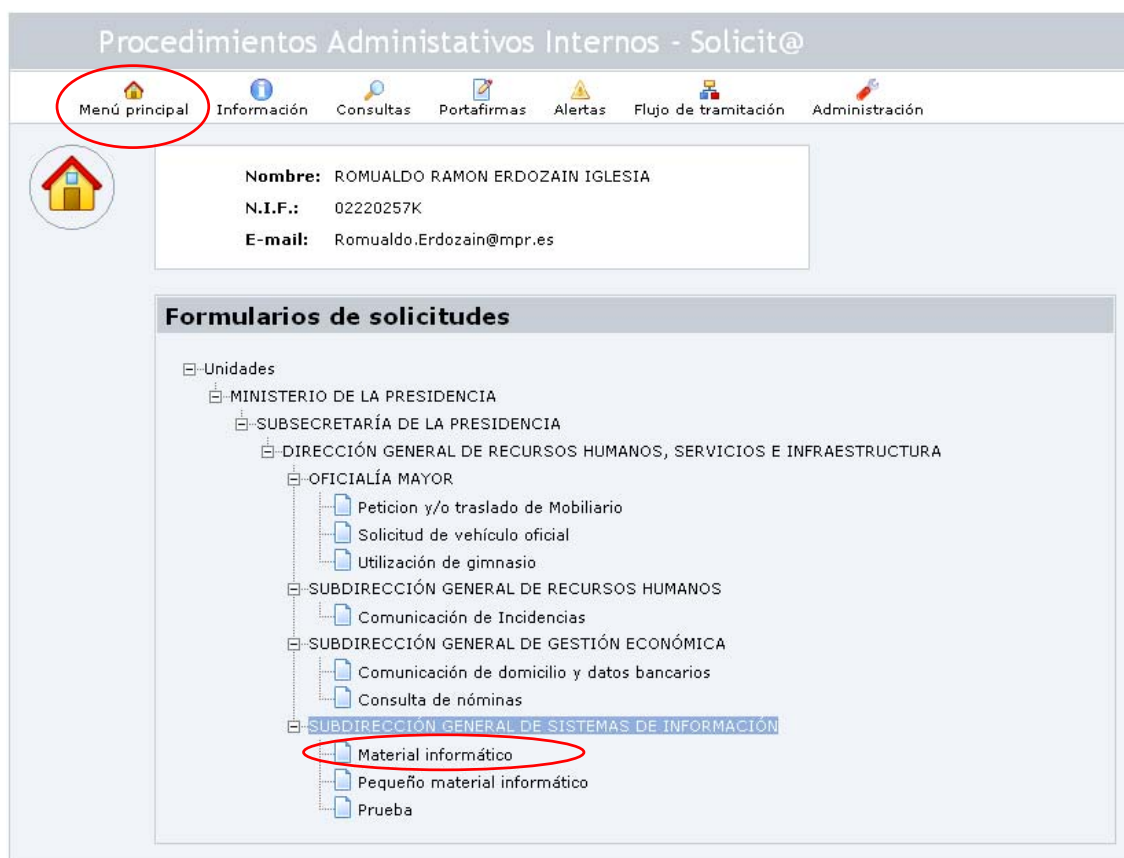 Procedimientos Administativos Internos - Solicit@
Menú principal Información Consultas Portafirmas Alertas Flujo de tramitación Administración
Nombre: ROMUALDO RAMON ERDOZAIN IGLESIA
N.I.F.: 02220257K
E-mail: Romualdo.Erdozain@mpr.es
Formularios de solicitudes
Unidades
MINISTERIO DE LA PRESIDENCIA
SUBSECRETARÍA DE LA PRESIDENCIA
DIRECCIÓN GENERAL DE RECURSOS HUMANOS, SERVICIOS E INFRAESTRUCTURA
OFICIALÍA MAYOR
Peticion y/o traslado de Mobiliario
Solicitud de vehículo oficial
Utilización de gimnasio
SUBDIRECCIÓN GENERAL DE RECURSOS HUMANOS
Comunicación de Incidencias
SUBDIRECCIÓN GENERAL DE GESTIÓN ECONÓMICA
Comunicación de domicilio y datos bancarios
Consulta de nóminas
SUBDIRECCIÓN GENERAL DE SISTEMAS DE INFORMACIÓN
Material informático
Pequeño material informático
Prueba